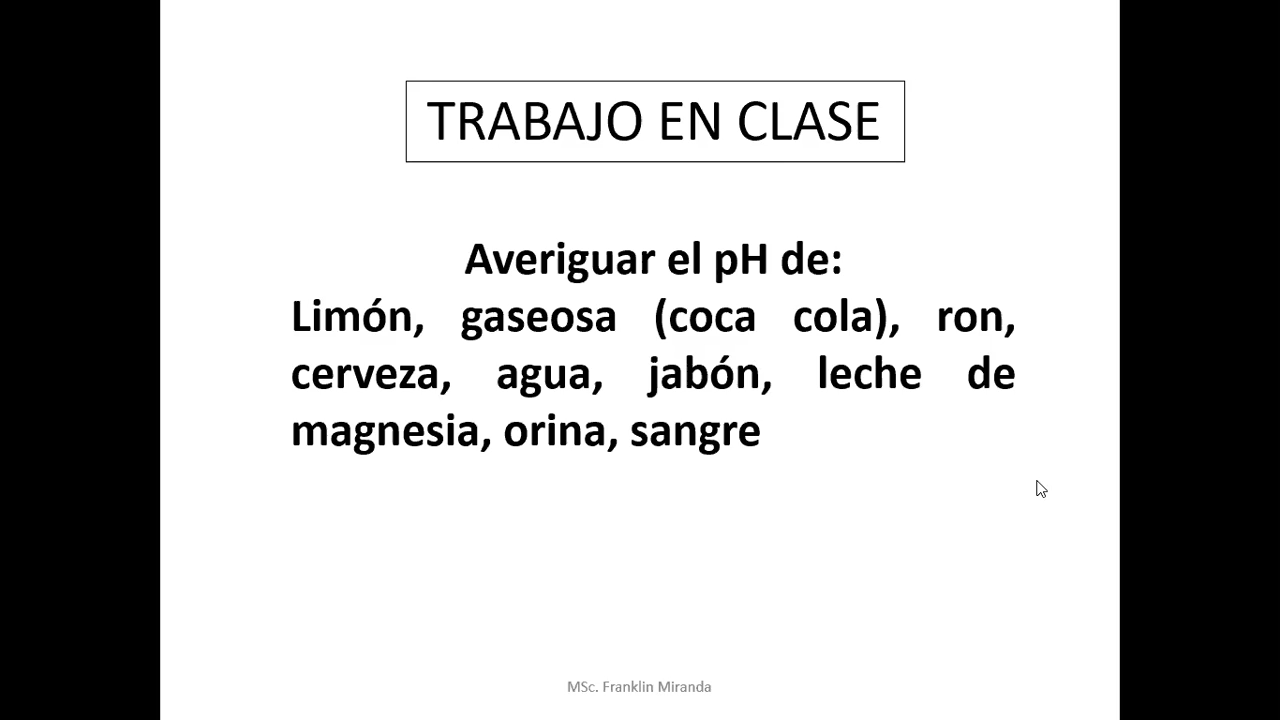 TRABAJO EN CLASE
Averiguar el pH de:
Limón, gaseosa (coca cola), ron,
cerveza, agua, jabón, leche de
magnesia, orina, sangre
MSc. Franklin Miranda